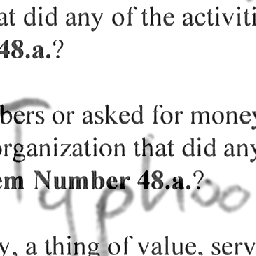 at did any of the activiti
48.a.?
bers or asked for money
organization that did any
em Number 48.a.?
Typhoo
y, a thing of value, serv